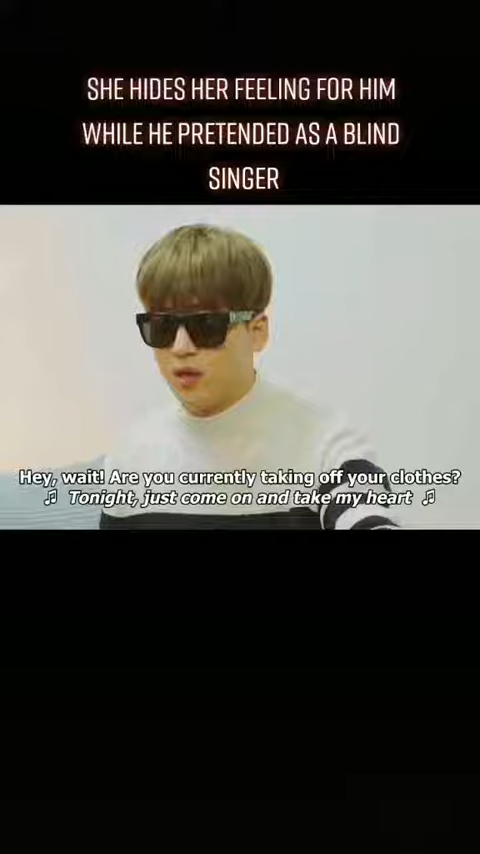 SHE HIDES HER FEELING FOR HIM
WHILE HE PRETENDED AS A BLIND
SINGER
Hey, wait! Are you currently taking off your clothes?
♫ Tonight, just come on and take my heart ♫